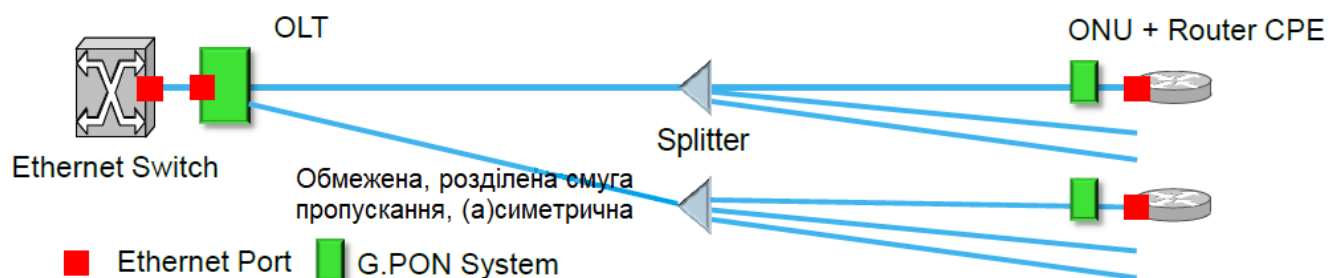 OLT
ONU + Router CPE
Splitter
Ethernet Switch
Обмежена, розділена смуга
пропускання, (а)симетрична
Ethernet Port
G.PON System